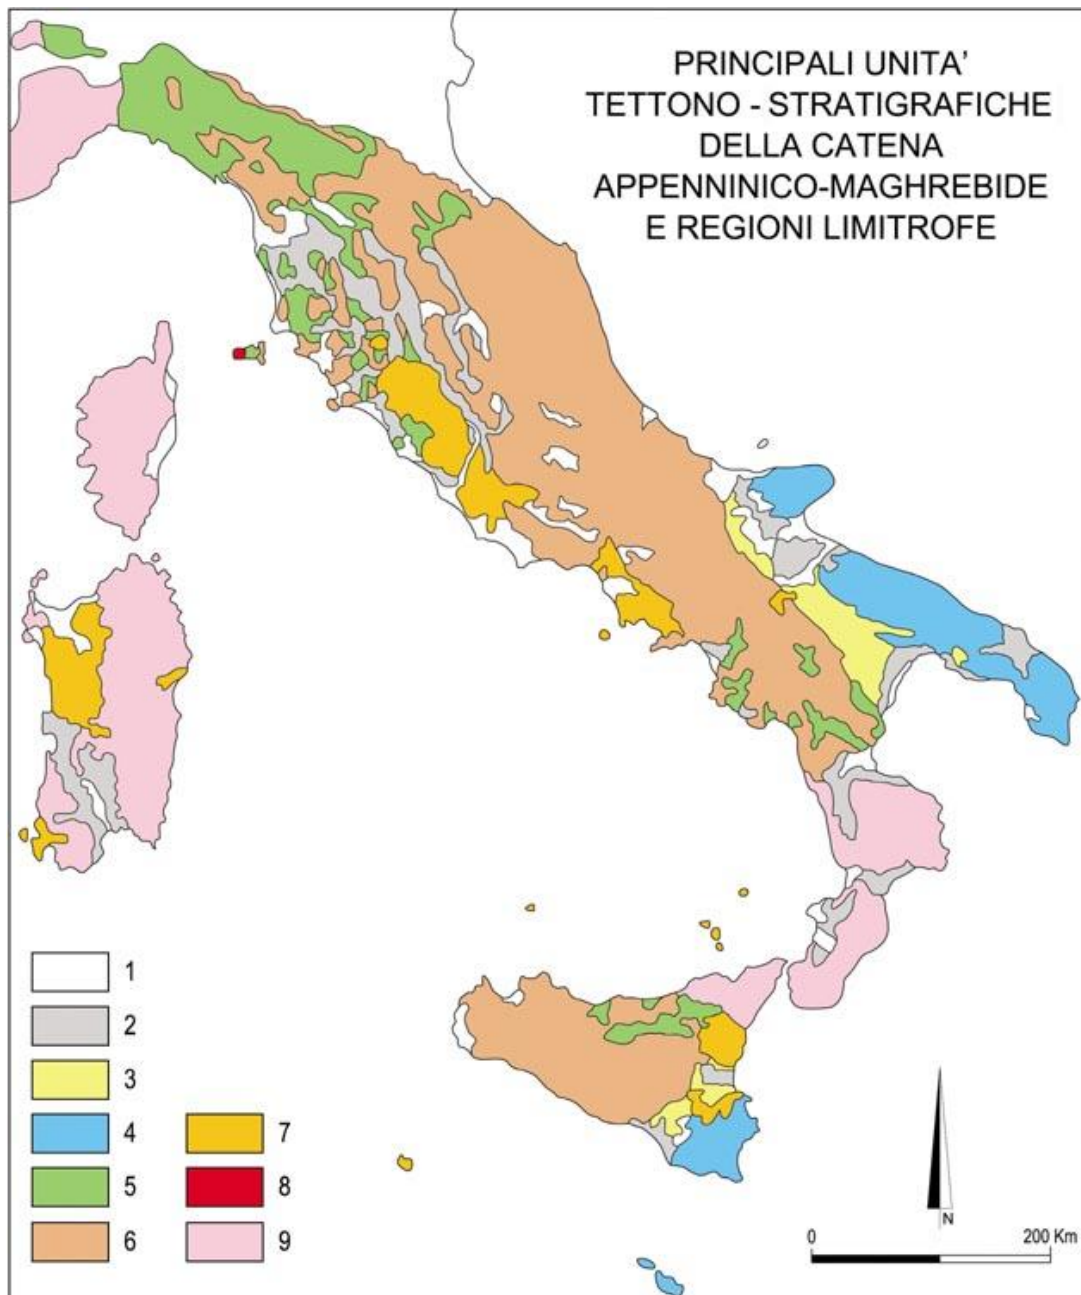 PRINCIPALI UNITA'
TETTONO - STRATIGRAFICHE
DELLA CATENA
APPENNINICO-MAGHREBIDE
E REGIONI LIMITROFE
1
2
3
4
5
6
7
8
9
N
0 200 Km